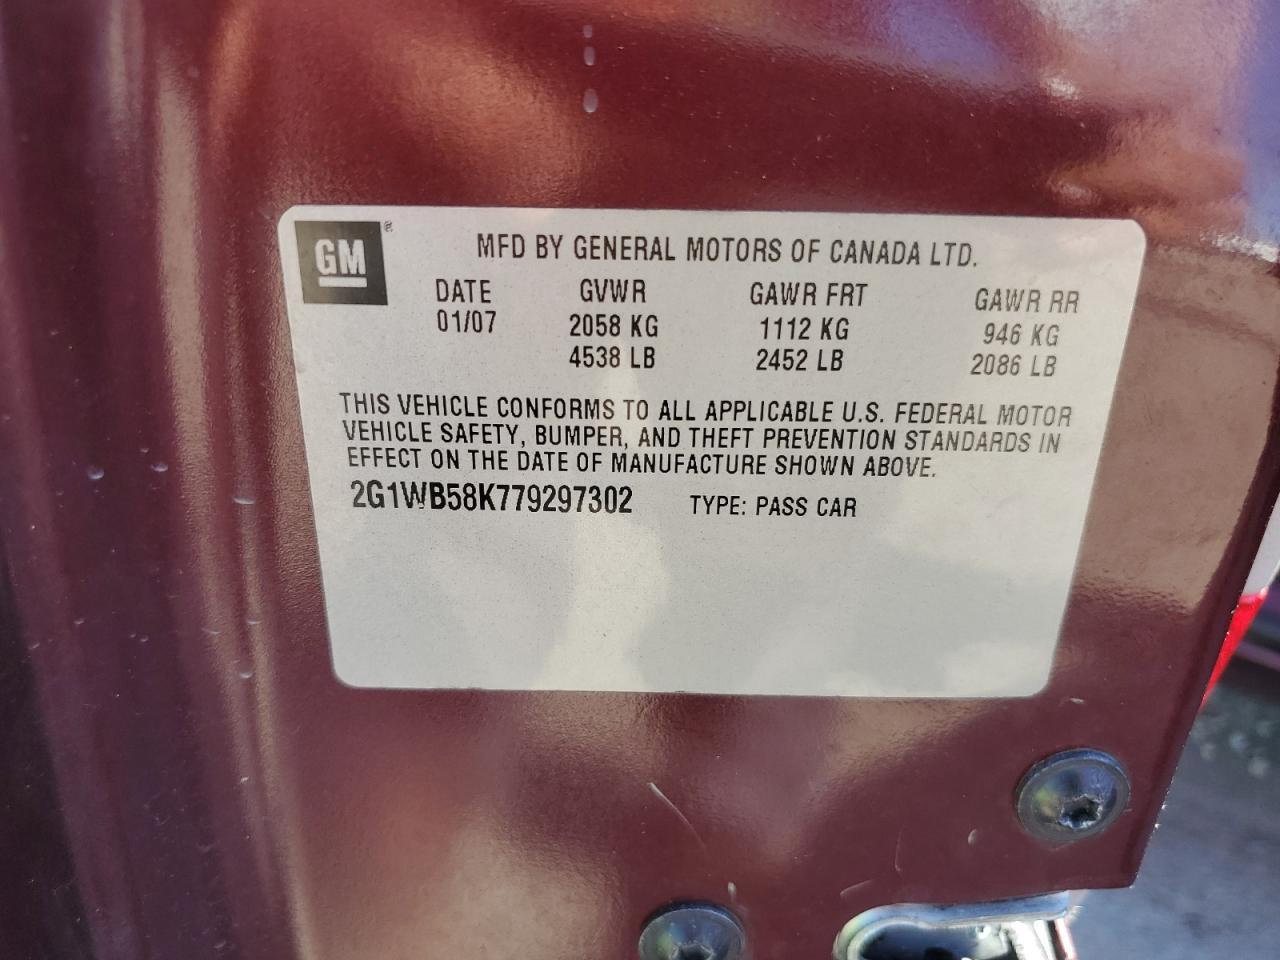 GM ®
MFD BY GENERAL MOTORS OF CANADA LTD.
DATE GVWR GAWR FRT GAWR RR
01/07 2058 KG 1112 KG 946 KG
4538 LB 2452 LB 2086 LB
THIS VEHICLE CONFORMS TO ALL APPLICABLE U.S. FEDERAL MOTOR
VEHICLE SAFETY, BUMPER, AND THEFT PREVENTION STANDARDS IN
EFFECT ON THE DATE OF MANUFACTURE SHOWN ABOVE.
2G1WB58K779297302 TYPE: PASS CAR